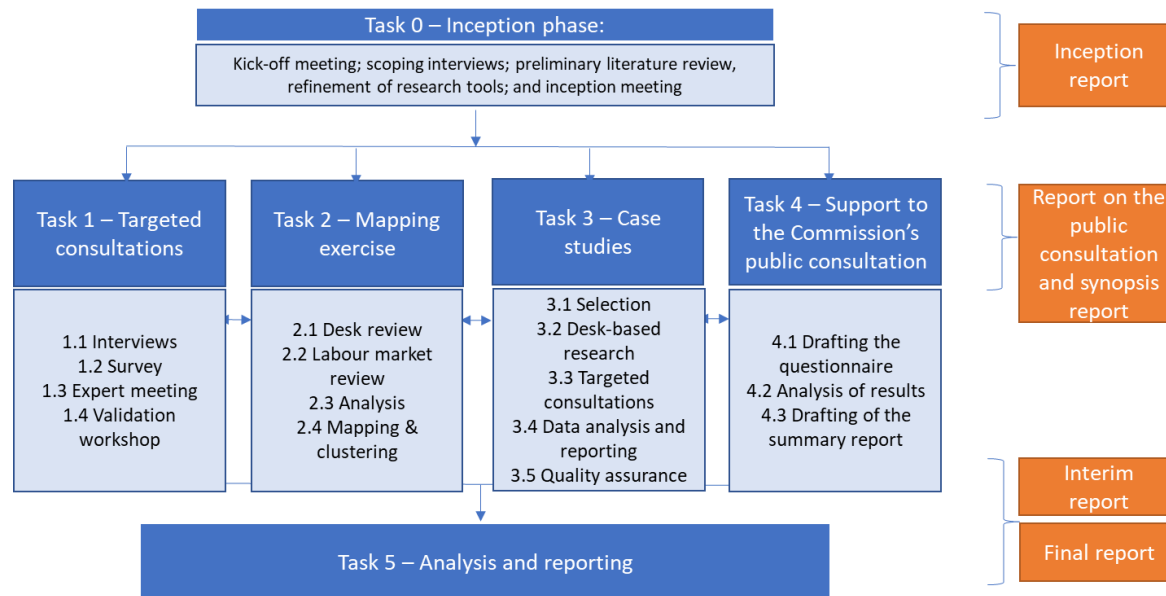 Task 0 – Inception phase:
Kick-off meeting; scoping interviews; preliminary literature review,
refinement of research tools; and inception meeting
Inception
report
Task 1 – Targeted
consultations
1.1 Interviews
1.2 Survey
1.3 Expert meeting
1.4 Validation
workshop
Task 2 – Mapping
exercise
2.1 Desk review
2.2 Labour market
review
2.3 Analysis
2.4 Mapping &
clustering
Task 3 – Case
studies
3.1 Selection
3.2 Desk-based
research
3.3 Targeted
consultations
3.4 Data analysis and
reporting
3.5 Quality assurance
Task 4 – Support to
the Commission's
public consultation
4.1 Drafting the
questionnaire
4.2 Analysis of results
4.3 Drafting of the
summary report
Report on the
public
consultation
and synopsis
report
Task 5 – Analysis and reporting
Interim
report
Final report